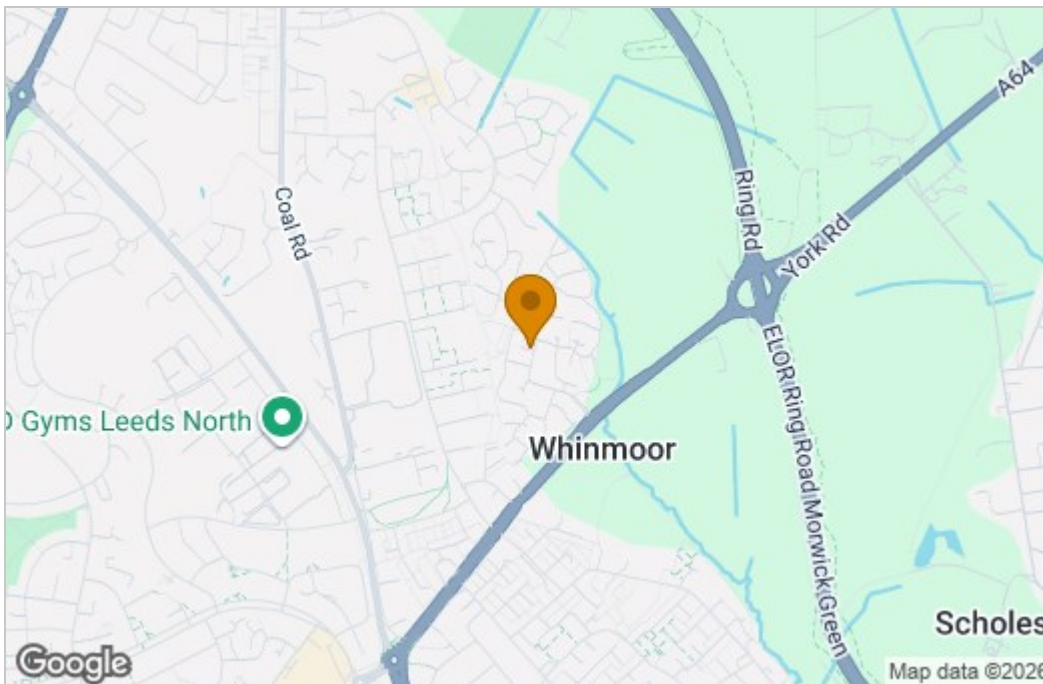 A64
Ring Rd
York Rd
Coal Rd
D Gyms Leeds North
Whinmoor
ELOR Ring Road Morwick Green
Scholes
Google
Map data ©2026